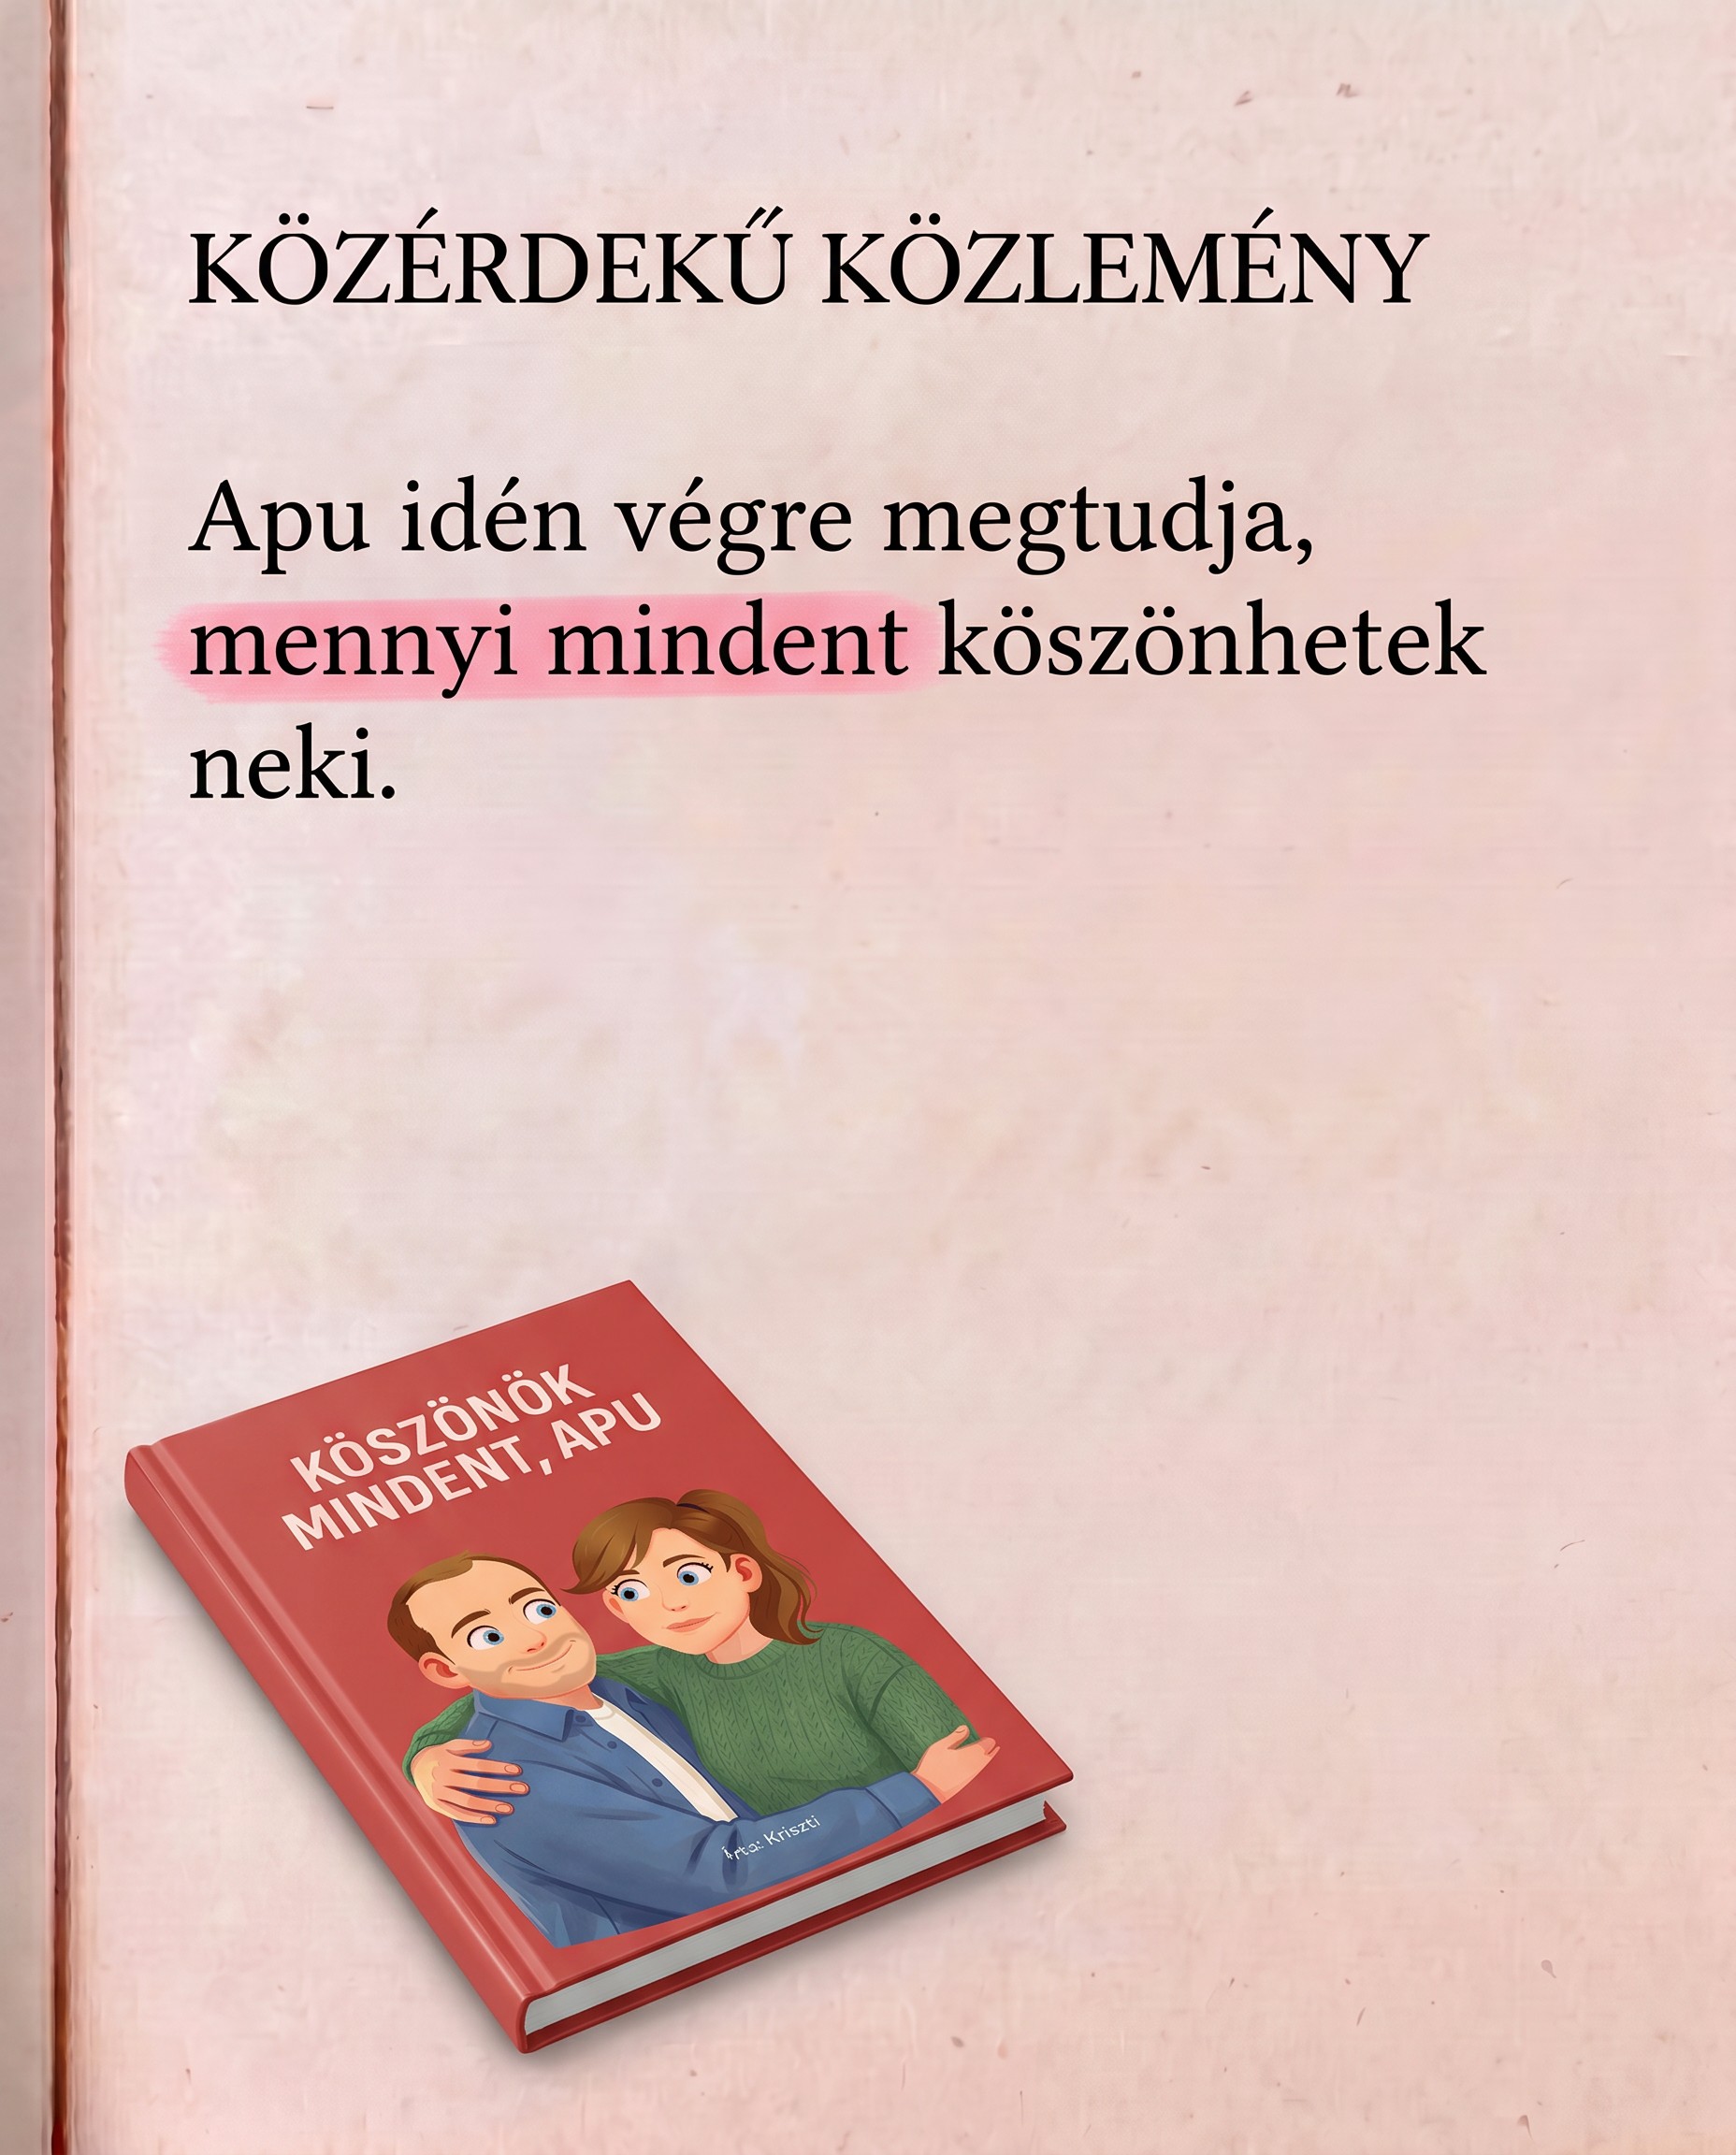 KÖZÉRDEKŰ KÖZLEMÉNY
Apu idén végre megtudja,
mennyi mindent köszönhetek
neki.
KÖSZÖNÖK
MINDENT, APU
Írta: Kriszti